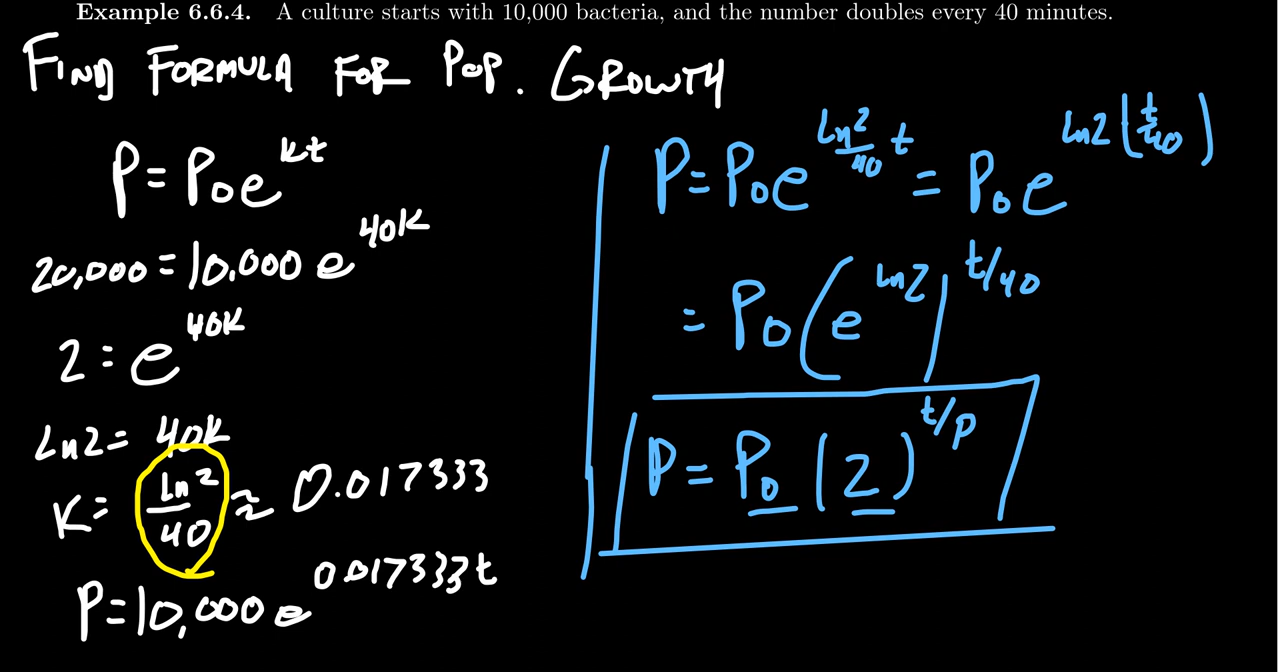 Example 6.6.4. A culture starts with 10,000 bacteria, and the number doubles every 40 minutes.
FIND FORMULA FOR POP. GROWTH
P = P₀e^{kt}
20,000 = 10,000 e^{40K}
2 = e^{40K}
Ln2 = 40K
K = Ln2/40 ≈ 0.017333
P = 10,000 e^{0.017333t}
P = P₀e^{Ln2/40 t} = P₀e^{Ln2(t/40)}
= P₀(e^{Ln2})^{t/40}
P = P₀(2)^{t/p}